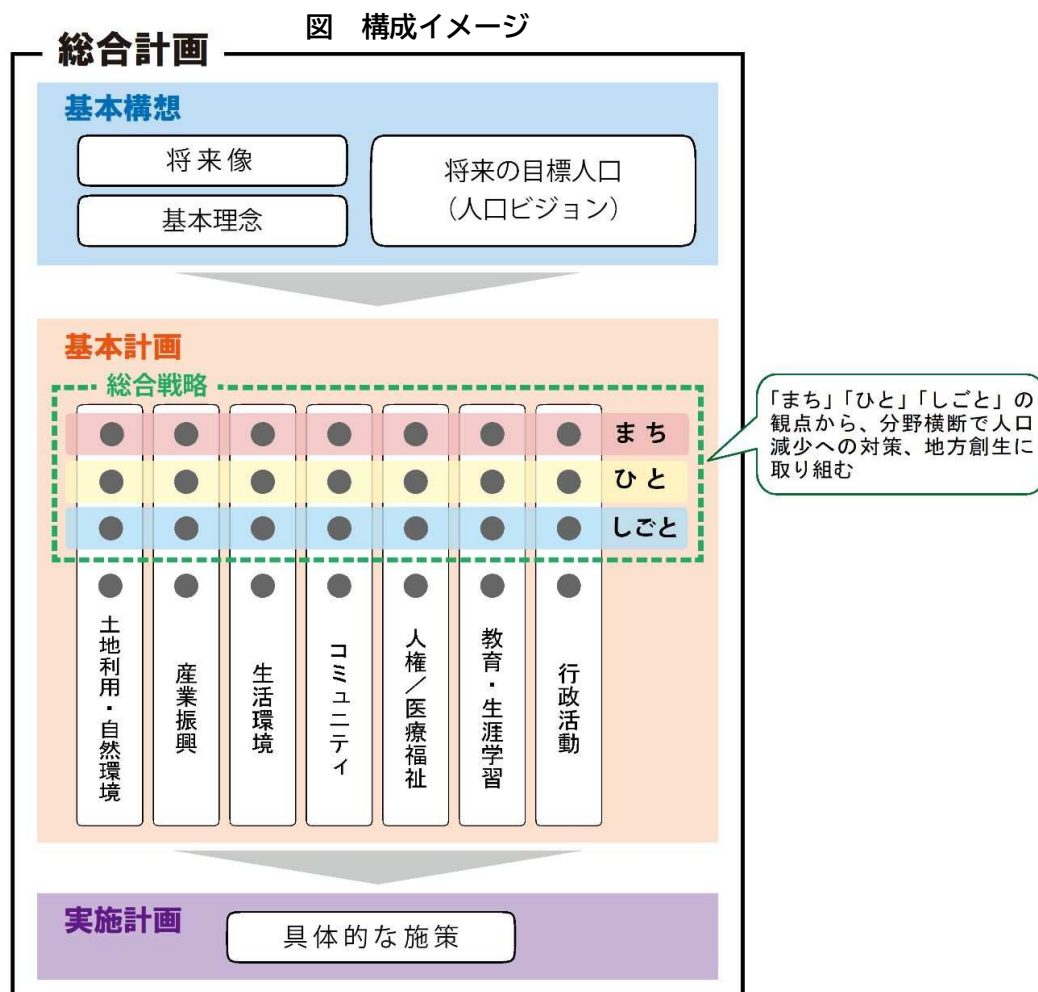 図　構成イメージ
総合計画
基本構想
将来像
基本理念
将来の目標人口
（人口ビジョン）
基本計画
総合戦略
まち
ひと
しごと
「まち」「ひと」「しごと」の
観点から、分野横断で人口
減少への対策、地方創生に
取り組む
土地利用・自然環境
産業振興
生活環境
コミュニティ
人権／医療福祉
教育・生涯学習
行政活動
実施計画
具体的な施策